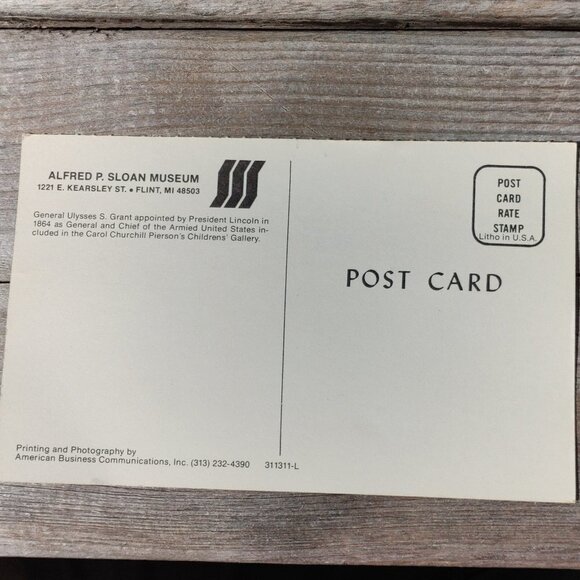 ALFRED P. SLOAN MUSEUM
1221 E. KEARSLEY ST. • FLINT, MI 48503
General Ulysses S. Grant appointed by President Lincoln in
1864 as General and Chief of the Armied United States in-
cluded in the Carol Churchill Pierson's Childrens' Gallery.
Printing and Photography by
American Business Communications, Inc. (313) 232-4390 311311-L
POST
CARD
RATE
STAMP
Litho in U.S.A.
POST CARD